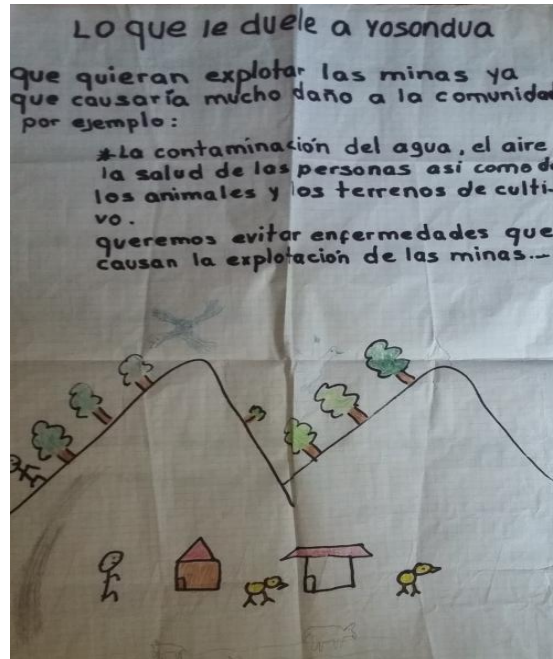 Lo que le duele a Yosondua
que quieran explotar las minas ya
que causaría mucho daño a la comunidad
por ejemplo:
*La contaminación del agua, el aire
la salud de las personas asi como de
los animales y los terrenos de culti-
vo.
queremos evitar enfermedades que
causan la explotación de las minas...